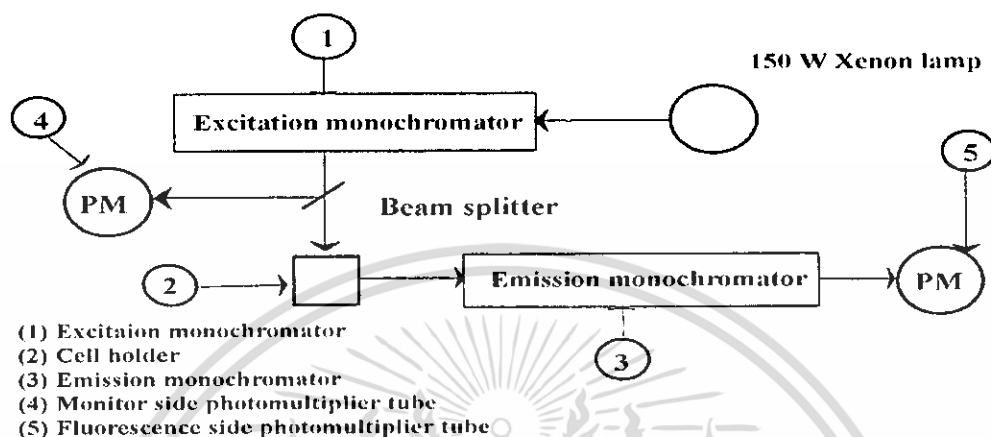 1
150 W Xenon lamp
4
Excitation monochromator
5
PM
Beam splitter
2
Emission monochromator
PM
3
(1) Excitaion monochromator
(2) Cell holder
(3) Emission monochromator
(4) Monitor side photomultiplier tube
(5) Fluorescence side photomultiplier tube